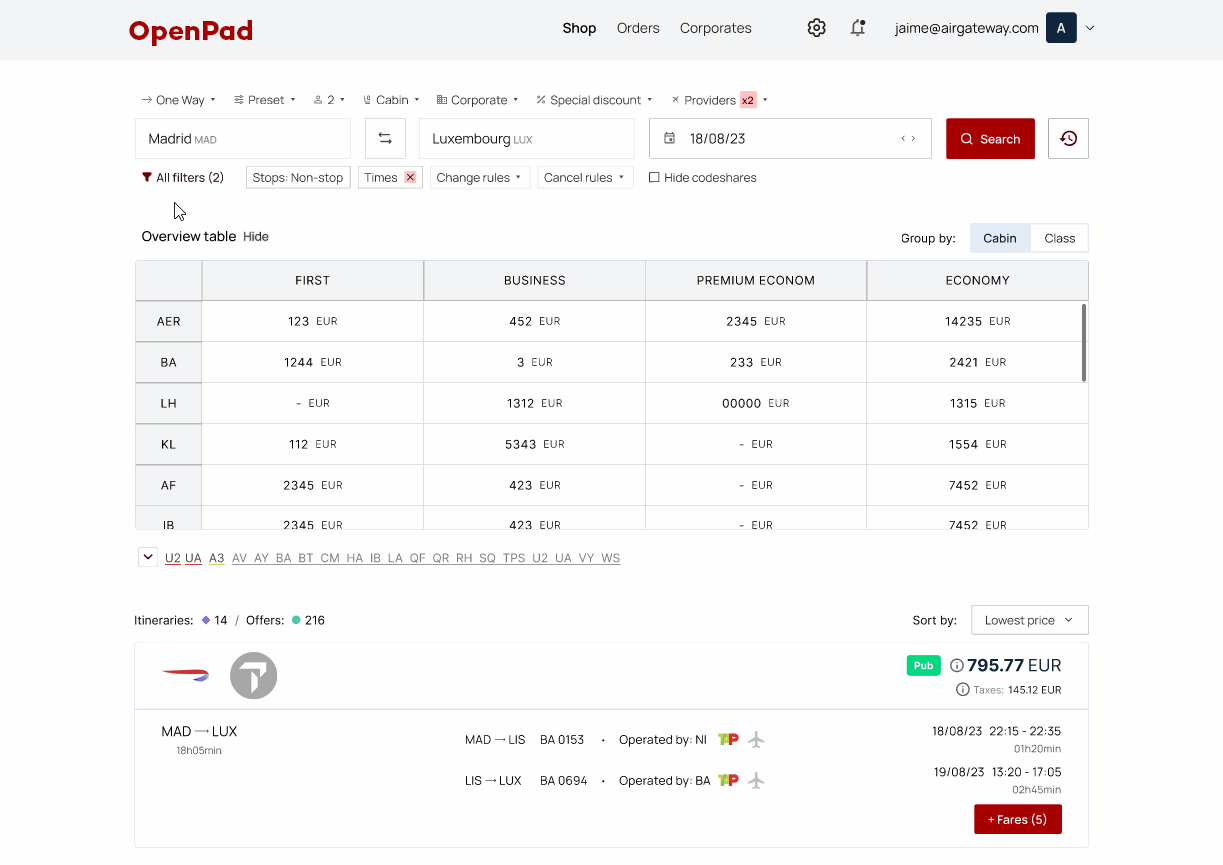 OpenPad
Shop Orders Corporates jaime@airgateway.com A
One Way Preset 2 Cabin Corporate Special discount Providers x2
Madrid MAD Luxembourg LUX 18/08/23 Search
All filters (2) Stops: Non-stop Times Change rules Cancel rules Hide codeshares
Overview table Hide Group by: Cabin Class
FIRST BUSINESS PREMIUM ECONOM ECONOMY
AER 123 EUR 452 EUR 2345 EUR 14235 EUR
BA 1244 EUR 3 EUR 233 EUR 2421 EUR
LH - EUR 1312 EUR 00000 EUR 1315 EUR
KL 112 EUR 5343 EUR - EUR 1554 EUR
AF 2345 EUR 423 EUR - EUR 7452 EUR
IB 2345 EUR 423 EUR - EUR 7452 EUR
U2 UA A3 AV AY BA BT CM HA IB LA QF QR RH SQ TPS U2 UA VY WS
Itineraries: 14 / Offers: 216 Sort by: Lowest price
Pub 795.77 EUR
Taxes: 145.12 EUR
MAD → LUX
18h05min
MAD → LIS BA 0153 · Operated by: NI TAP
18/08/23 22:15 - 22:35
01h20min
LIS → LUX BA 0694 · Operated by: BA TAP
19/08/23 13:20 - 17:05
02h45min
+ Fares (5)